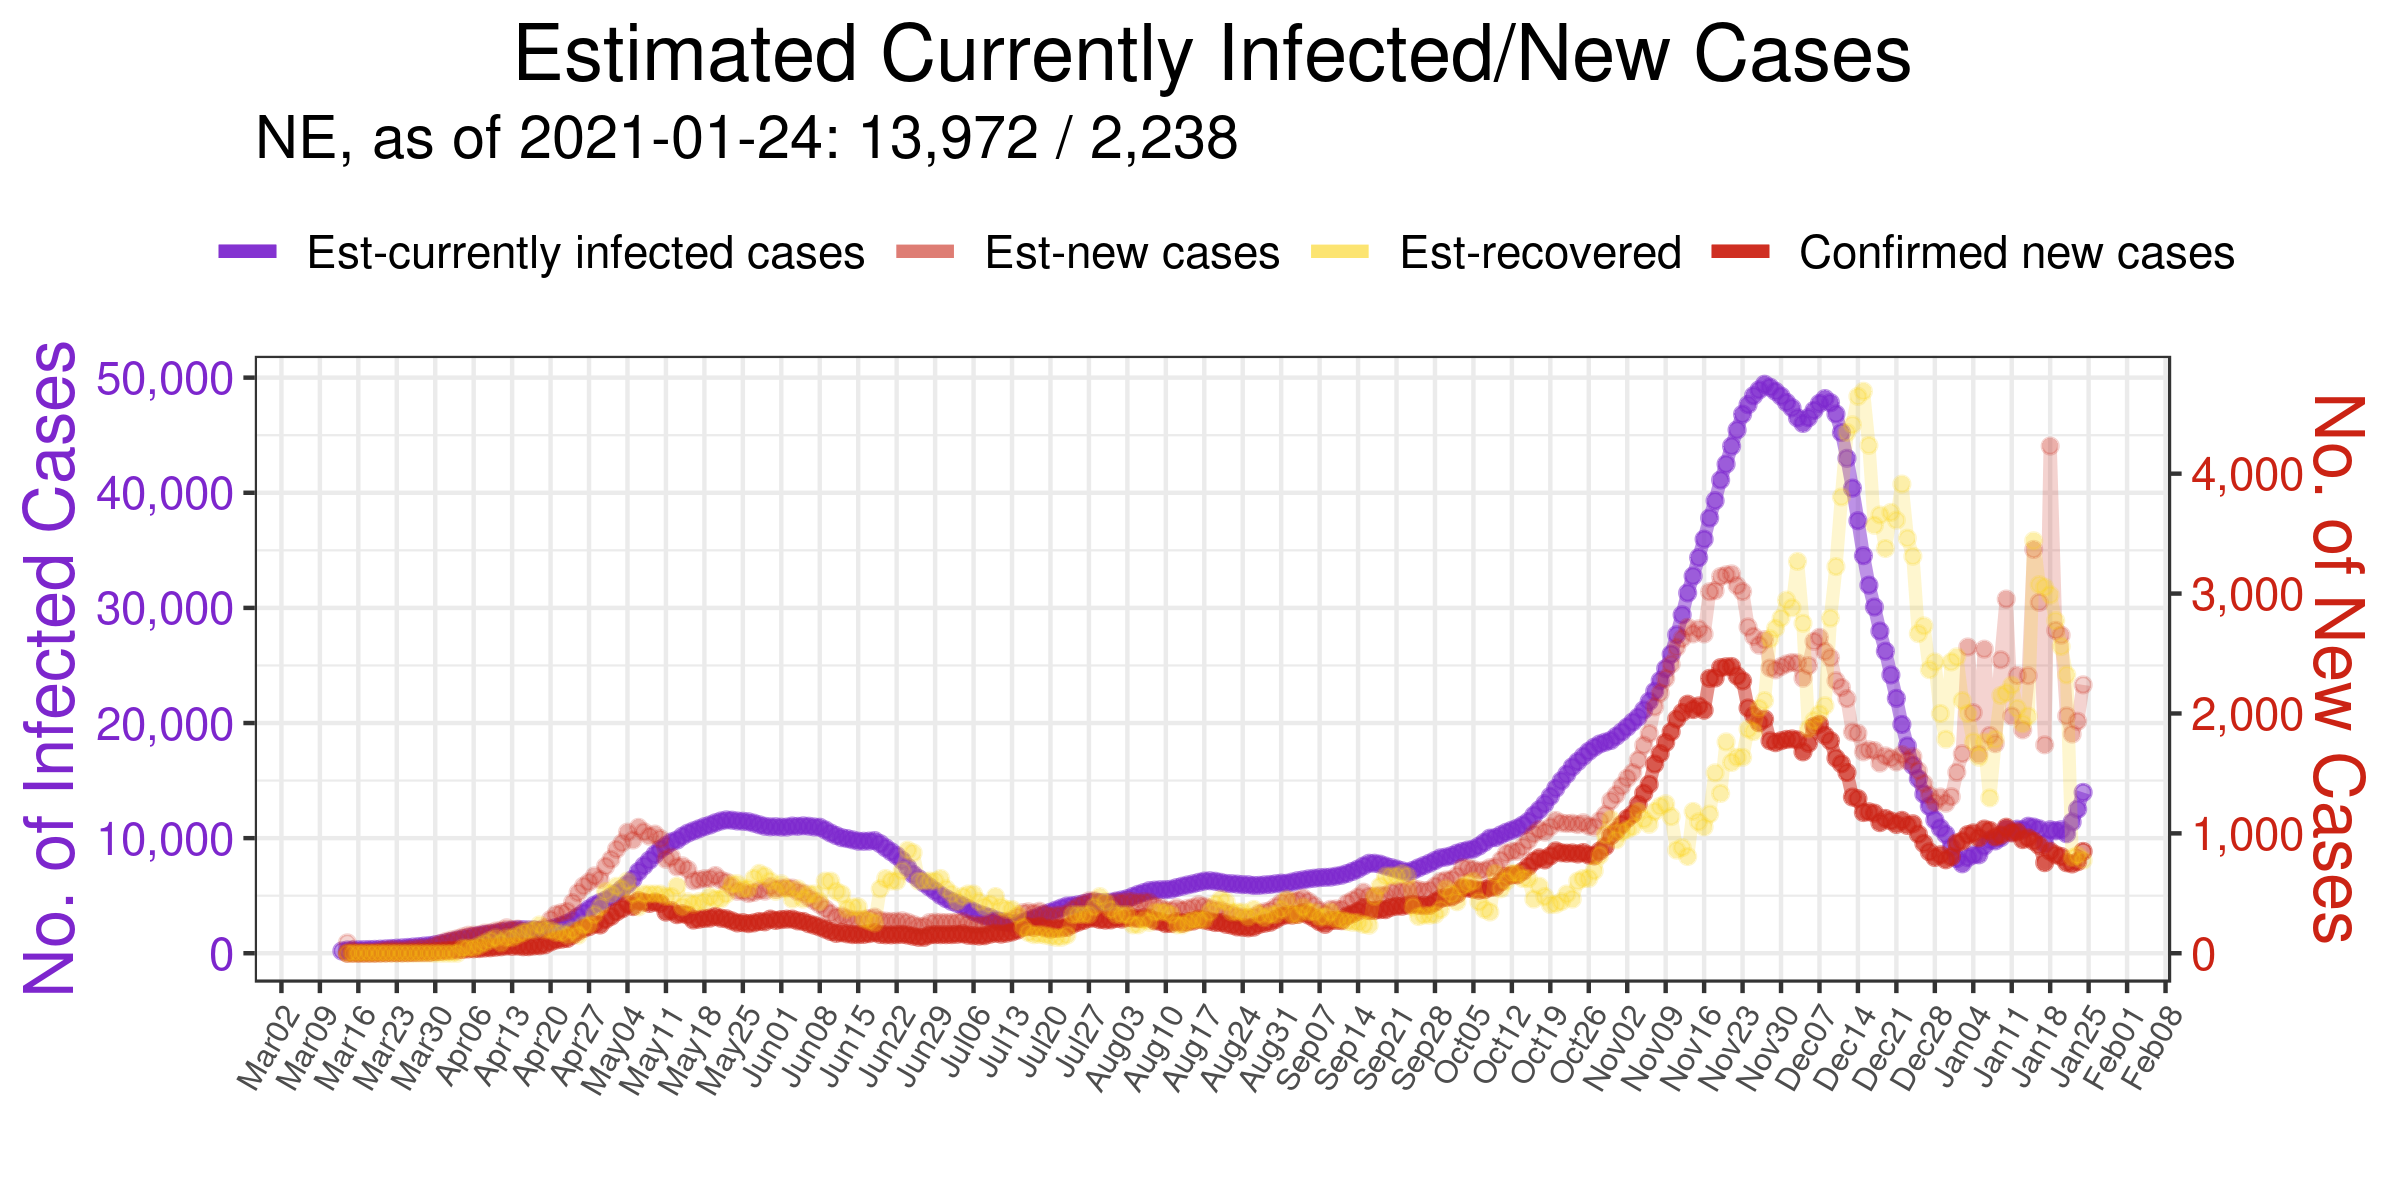 Estimated Currently Infected/New Cases
NE, as of 2021-01-24: 13,972 / 2,238
Est-currently infected cases Est-new cases Est-recovered Confirmed new cases
No. of Infected Cases
50,000
40,000
30,000
20,000
10,000
0
4,000
3,000
2,000
1,000
0
No. of New Cases
Mar02 Mar09 Mar16 Mar23 Mar30 Apr06 Apr13 Apr20 Apr27 May04 May11 May18 May25 Jun01 Jun08 Jun15 Jun22 Jun29 Jul06 Jul13 Jul20 Jul27 Aug03 Aug10 Aug17 Aug24 Aug31 Sep07 Sep14 Sep21 Sep28 Oct05 Oct12 Oct19 Oct26 Nov02 Nov09 Nov16 Nov23 Nov30 Dec07 Dec14 Dec21 Dec28 Dec04 Jan04 Jan11 Jan18 Jan25 Feb01 Feb08